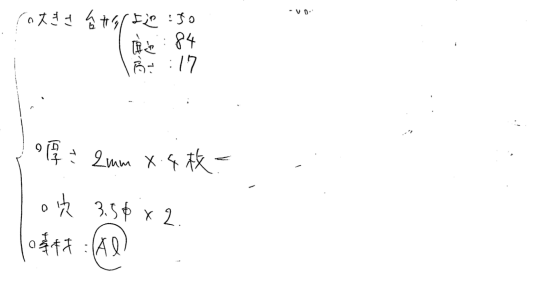 ○大きさ 台形 上辺:50
底辺:84
高さ:17
○厚さ 2mm × 4枚
○穴 3.5φ × 2
○素材:Al